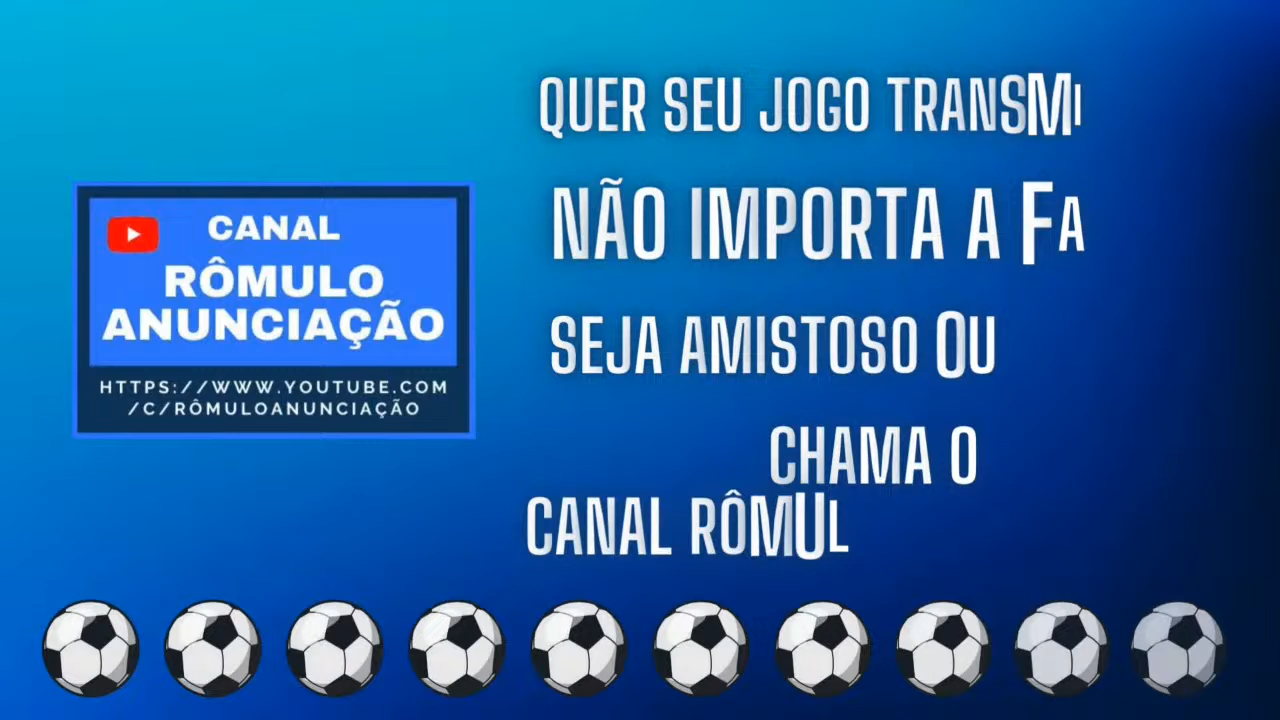 CANAL
RÔMULO
ANUNCIAÇÃO
HTTPS://WWW.YOUTUBE.COM
/C/RÔMULOANUNCIAÇÃO
QUER SEU JOGO TRANSMI
NÃO IMPORTA A FA
SEJA AMISTOSO OU
CHAMA O
CANAL RÔMUL